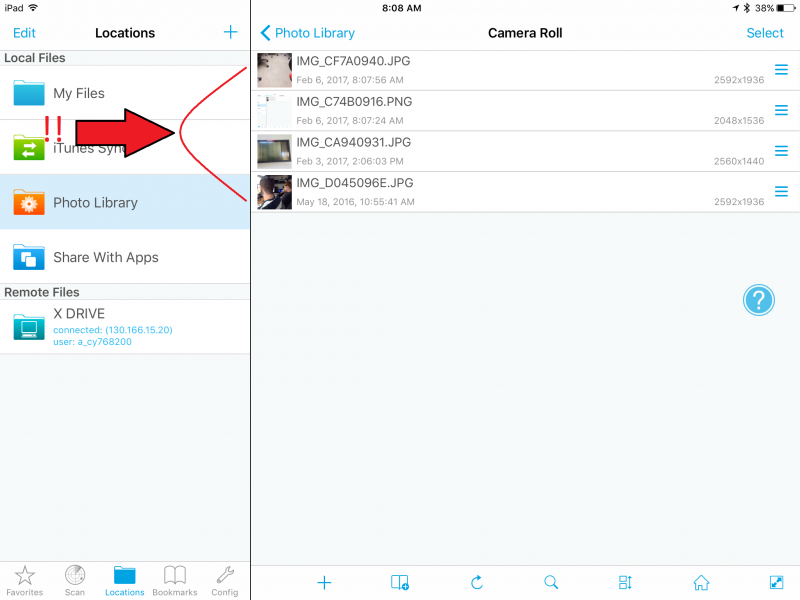 iPad 8:08 AM 38%
Edit Locations +
Local Files
My Files
!!
iTunes Sync
Photo Library
Share With Apps
Remote Files
X DRIVE
connected: (130.166.15.20)
user: a_cy768200
Favorites Scan Locations Bookmarks Config
Photo Library Camera Roll Select
IMG_CF7A0940.JPG
Feb 6, 2017, 8:07:56 AM 2592x1936
IMG_C74B0916.PNG
Feb 6, 2017, 8:07:24 AM 2048x1536
IMG_CA940931.JPG
Feb 3, 2017, 2:06:03 PM 2560x1440
IMG_D045096E.JPG
May 18, 2016, 10:55:41 AM 2592x1936
?